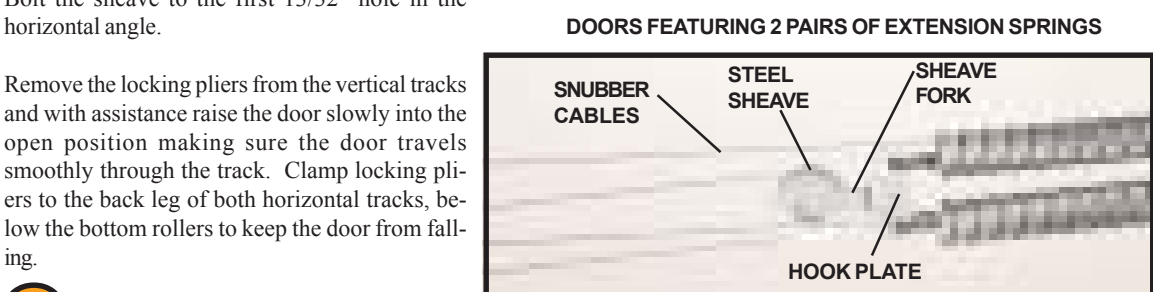 Bolt the sheave to the first 13/32" hole in the
horizontal angle.
Remove the locking pliers from the vertical tracks
and with assistance raise the door slowly into the
open position making sure the door travels
smoothly through the track. Clamp locking pli-
ers to the back leg of both horizontal tracks, be-
low the bottom rollers to keep the door from fall-
ing.
DOORS FEATURING 2 PAIRS OF EXTENSION SPRINGS
SNUBBER
CABLES
STEEL
SHEAVE
SHEAVE
FORK
HOOK PLATE